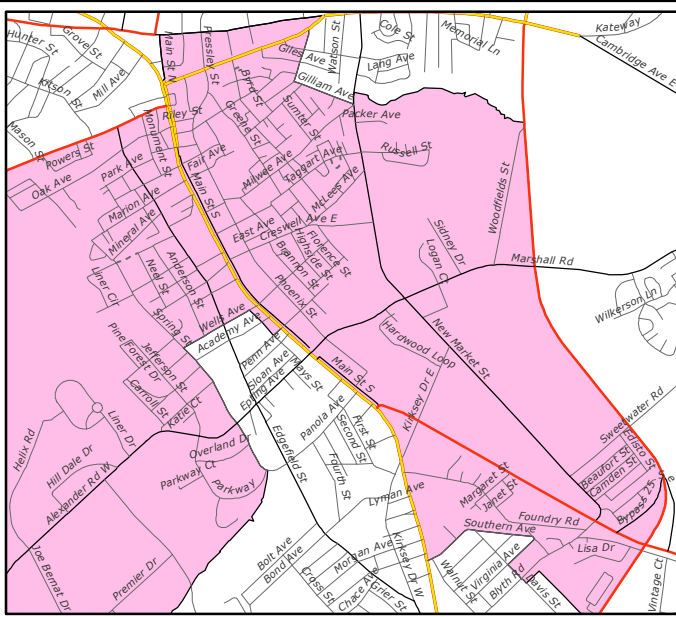 Hunter St
Grove St
Kitson St
Mill Ave
Mason St
Powers St
Oak Ave
Park Ave
Main St N
Pressley St
Giles Ave
Watson St
Cole St
Memorial Ln
Kateway
Cambridge Ave E
Lang Ave
Byrd St
Gilliam Ave
Riley St
Monument St
Greene St
Sumter St
Packer Ave
Russell St
Fair Ave
Milwee Ave
Taggart Ave
McLees Ave
Woodfields St
Marion Ave
Mineral Ave
Main St S
East Ave
Creswell Ave E
Florence St
Highside St
Brannon St
Phoenix St
Sidney Dr
Logan Ct
Marshall Rd
Wilkerson Ln
Liner Cir
Neel St
Anderson St
Spring St
Wells Ave
Academy Ave
Pine Forest Dr
Jefferson St
Carroll St
Katie Ct
Penn Ave
Sloan Ave
Epting Ave
Mays St
Main St S
Hardwood Loop
New Market St
Kirksey Dr E
Panola Ave
First St
Second St
Fourth St
Edgefield St
Helix Rd
Liner Dr
Hill Dale Dr
Alexander Rd W
Overland Dr
Parkway Ct
Parkway
Sweetwater Rd
Edisto St
Beaufort St
Camden St
Bypass 25 S
Margaret St
Janet St
Lyman Ave
Foundry Rd
Southern Ave
Lisa Dr
Vintage Ct
Joe Bernat Dr
Premier Dr
Bolt Ave
Bond Ave
Cross St
Morgan Ave
Chace Ave
Grier St
Kirksey Dr W
Walnut St
Virginia Ave
Blyth Rd
Davis St